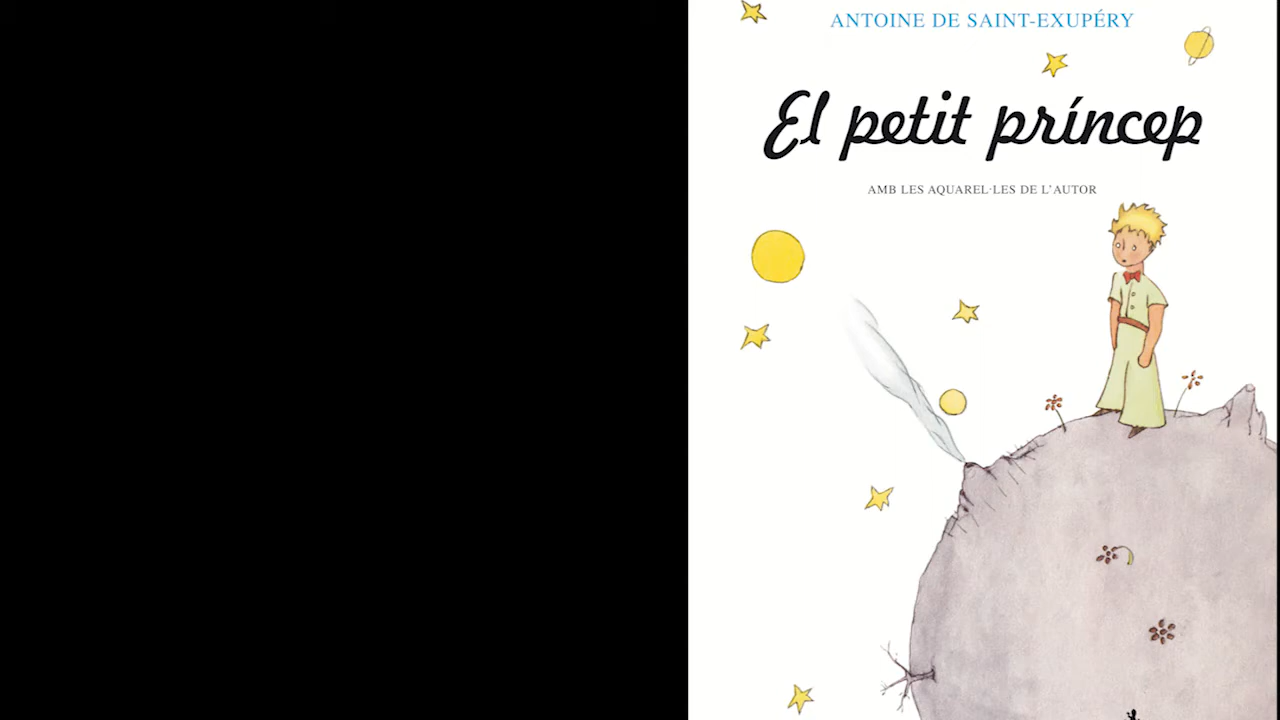 ANTOINE DE SAINT-EXUPÉRY
El petit príncep
AMB LES AQUAREL·LES DE L'AUTOR